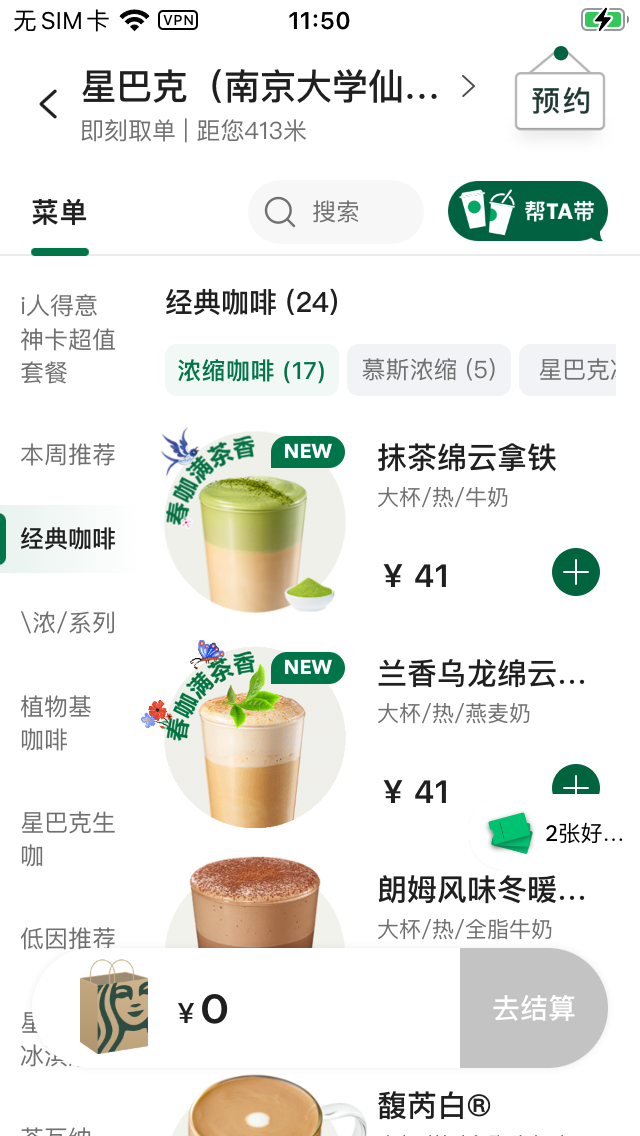 无SIM卡 VPN 11:50
星巴克（南京大学仙...
即刻取单 | 距您413米
预约
菜单
搜索
帮TA带
i人得意
神卡超值
套餐
本周推荐
经典咖啡
\浓/系列
植物基
咖啡
星巴克生
咖
低因推荐
经典咖啡 (24)
浓缩咖啡 (17)
慕斯浓缩 (5)
星巴克
春咖满茶香
NEW
抹茶绵云拿铁
大杯/热/牛奶
¥ 41
春咖满茶香
NEW
兰香乌龙绵云...
大杯/热/燕麦奶
¥ 41
2张好...
朗姆风味冬暖...
大杯/热/全脂牛奶
¥ 0
去结算
馥芮白®